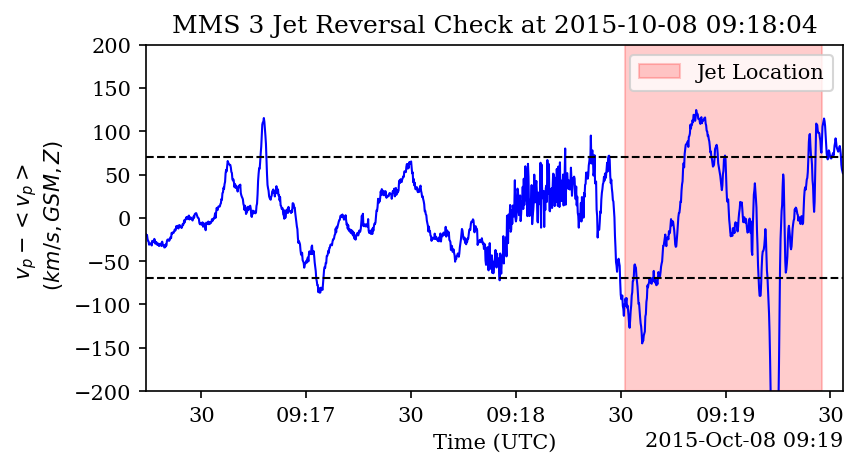 MMS 3 Jet Reversal Check at 2015-10-08 09:18:04
200
150
100
50
0
−50
−100
−150
−200
v_p − < v_p >
(km/s, GSM, Z)
Jet Location
30 09:17 30 09:18 30 09:19 30
Time (UTC)
2015-Oct-08 09:19